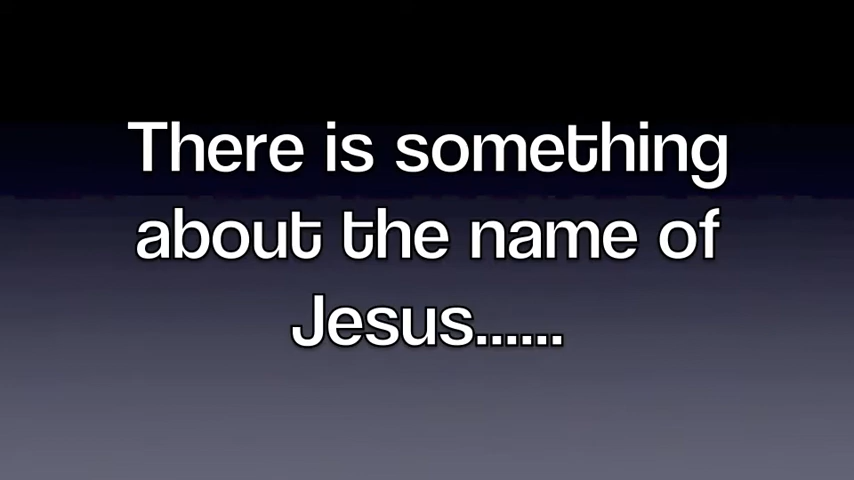 There is something
about the name of
Jesus......